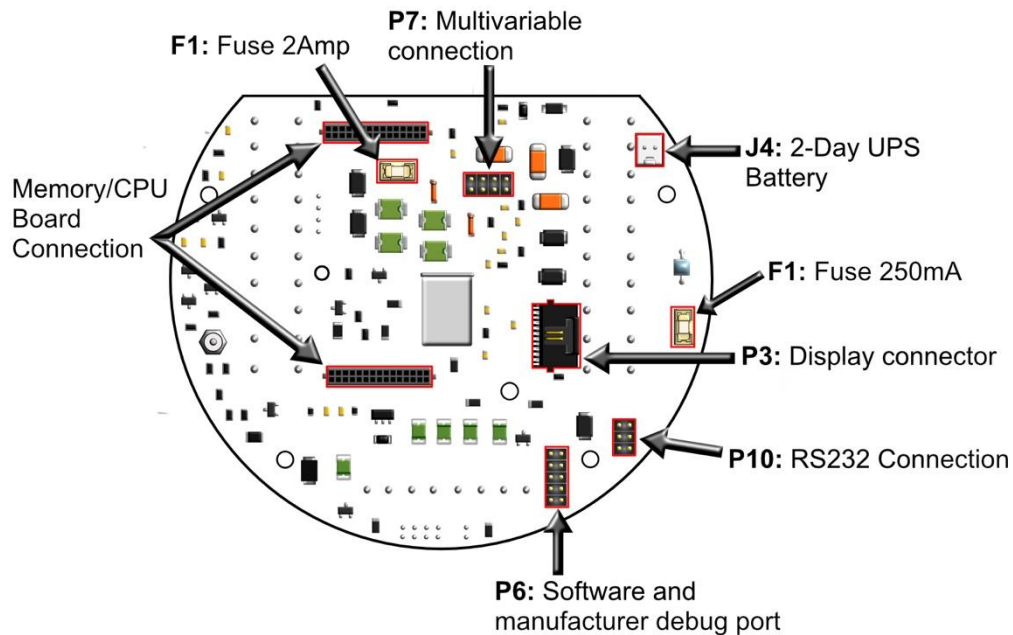 P7: Multivariable
connection
F1: Fuse 2Amp
J4: 2-Day UPS
Battery
Memory/CPU
Board
Connection
F1: Fuse 250mA
P3: Display connector
P10: RS232 Connection
P6: Software and
manufacturer debug port